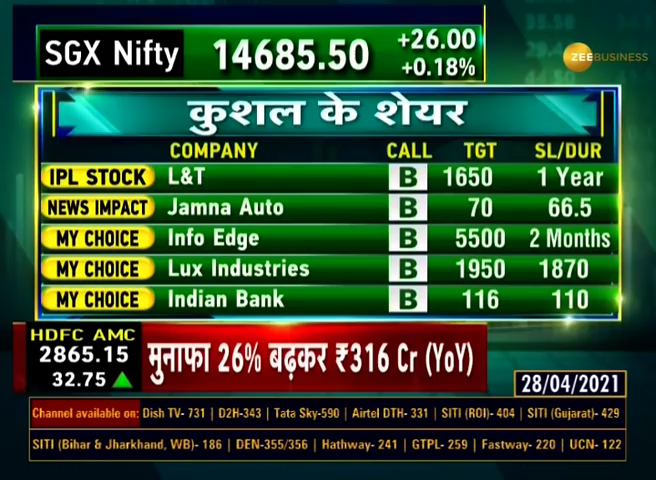 SGX Nifty 14685.50 +26.00 +0.18%
ZEEBUSINESS
कुशल के शेयर
COMPANY CALL TGT SL/DUR
IPL STOCK L&T B 1650 1 Year
NEWS IMPACT Jamna Auto B 70 66.5
MY CHOICE Info Edge B 5500 2 Months
MY CHOICE Lux Industries B 1950 1870
MY CHOICE Indian Bank B 116 110
HDFC AMC
2865.15
32.75
मुनाफा 26% बढ़कर ₹316 Cr (YoY)
28/04/2021
Channel available on: Dish TV- 731 | D2H-343 | Tata Sky-590 | Airtel DTH- 331 | SITI (ROI)- 404 | SITI (Gujarat)- 429
SITI (Bihar & Jharkhand, WB)- 186 | DEN-355/356 | Hathway- 241 | GTPL- 259 | Fastway- 220 | UCN- 122